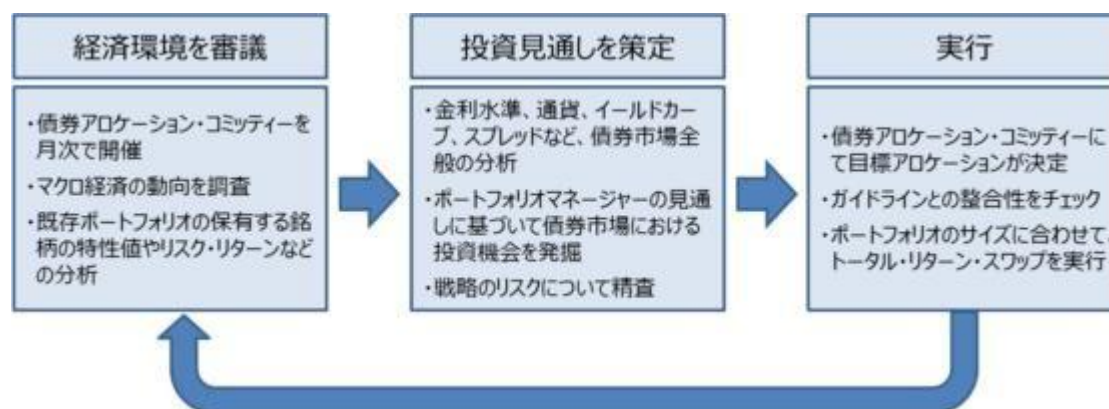 経済環境を審議
・債券アロケーション・コミッティーを
月次で開催
・マクロ経済の動向を調査
・既存ポートフォリオの保有する銘
柄の特性値やリスク・リターンなど
の分析
投資見通しを策定
・金利水準、通貨、イールドカー
ブ、スプレッドなど、債券市場全
般の分析
・ポートフォリオマネージャーの見通
しに基づいて債券市場における
投資機会を発掘
・戦略のリスクについて精査
実行
・債券アロケーション・コミッティーに
て目標アロケーションが決定
・ガイドラインとの整合性をチェック
・ポートフォリオのサイズに合わせて、
トータル・リターン・スワップを実行